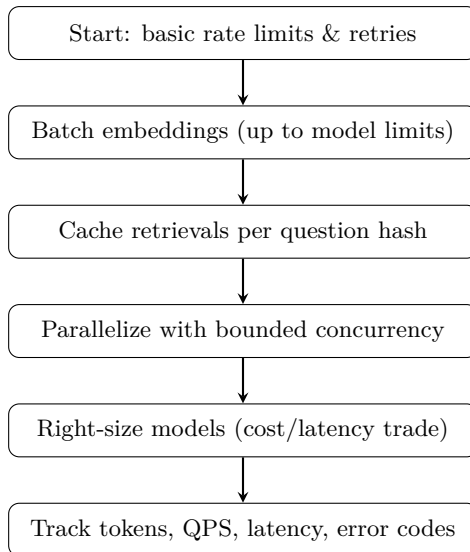 Start: basic rate limits & retries
Batch embeddings (up to model limits)
Cache retrievals per question hash
Parallelize with bounded concurrency
Right-size models (cost/latency trade)
Track tokens, QPS, latency, error codes